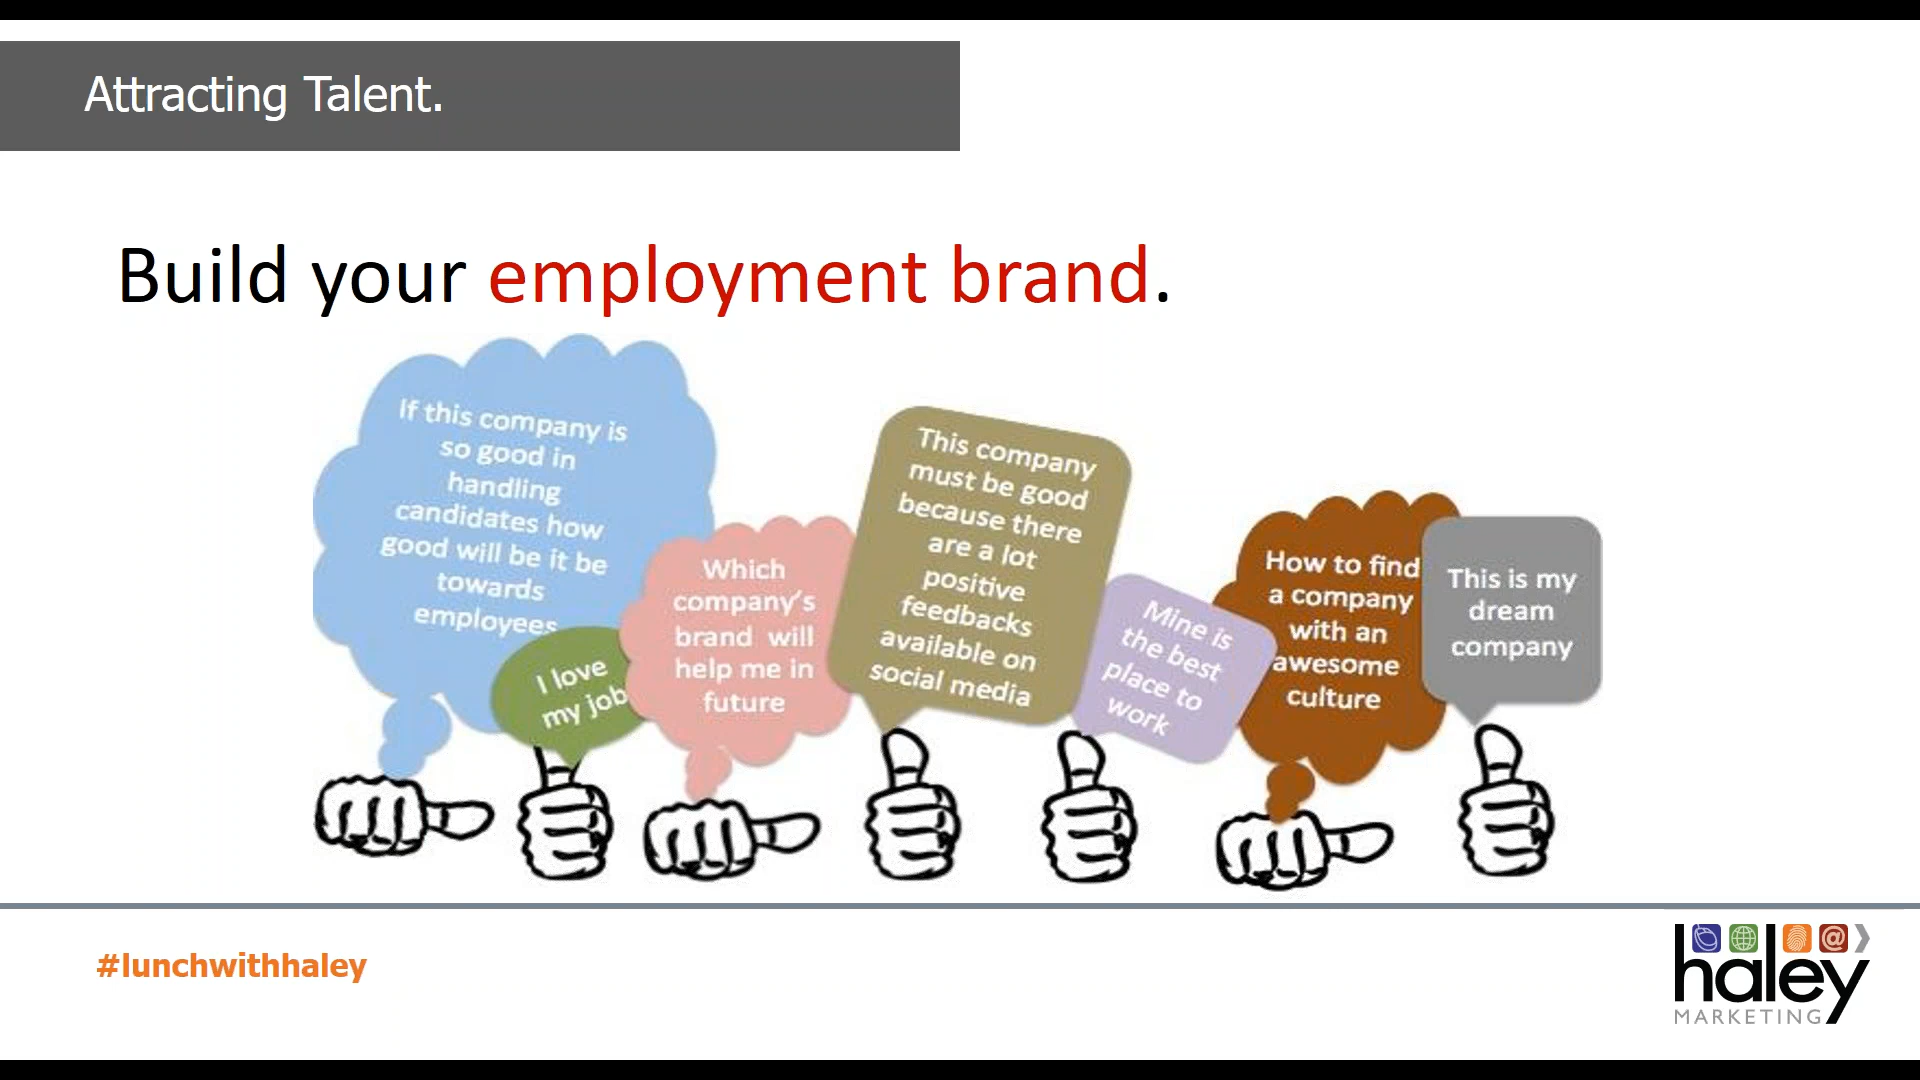 Attracting Talent.
Build your employment brand.
If this company is
so good in
handling
candidates how
good will be it be
towards
employees
I love
my job
Which
company's
brand will
help me in
future
This company
must be good
because there
are a lot
positive
feedbacks
available on
social media
Mine is
the best
place to
work
How to find
a company
with an
awesome
culture
This is my
dream
company
#lunchwithhaley
haley
MARKETING